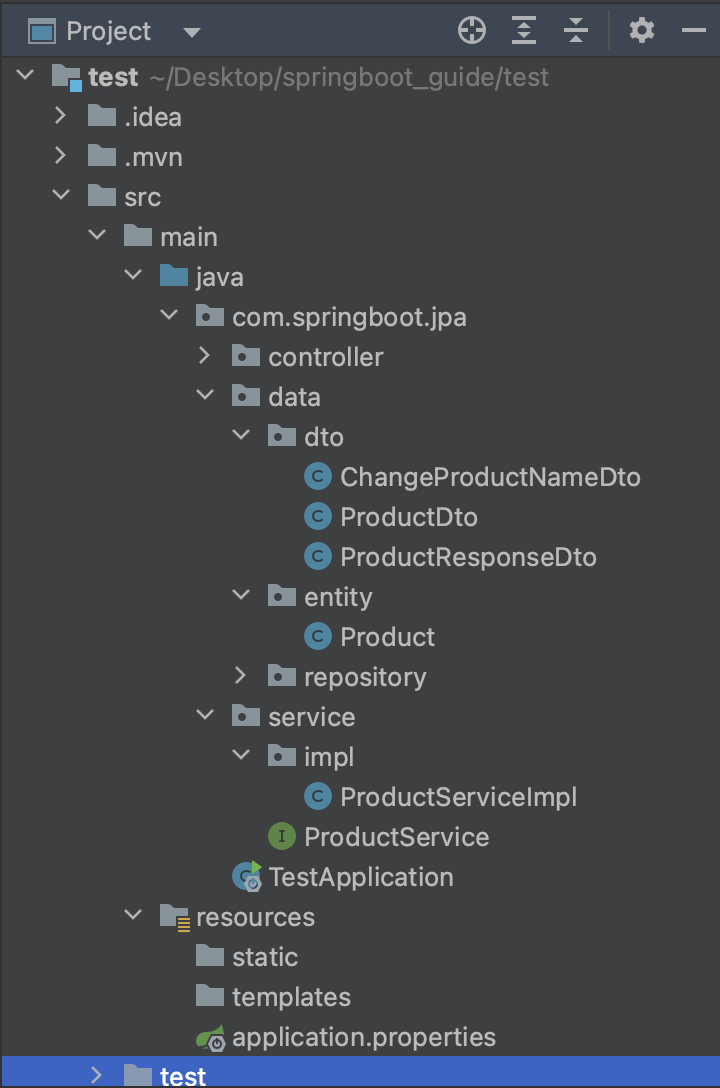 Project
test ~/Desktop/springboot_guide/test
.idea
.mvn
src
main
java
com.springboot.jpa
controller
data
dto
ChangeProductNameDto
ProductDto
ProductResponseDto
entity
Product
repository
service
impl
ProductServiceImpl
ProductService
TestApplication
resources
static
templates
application.properties
test